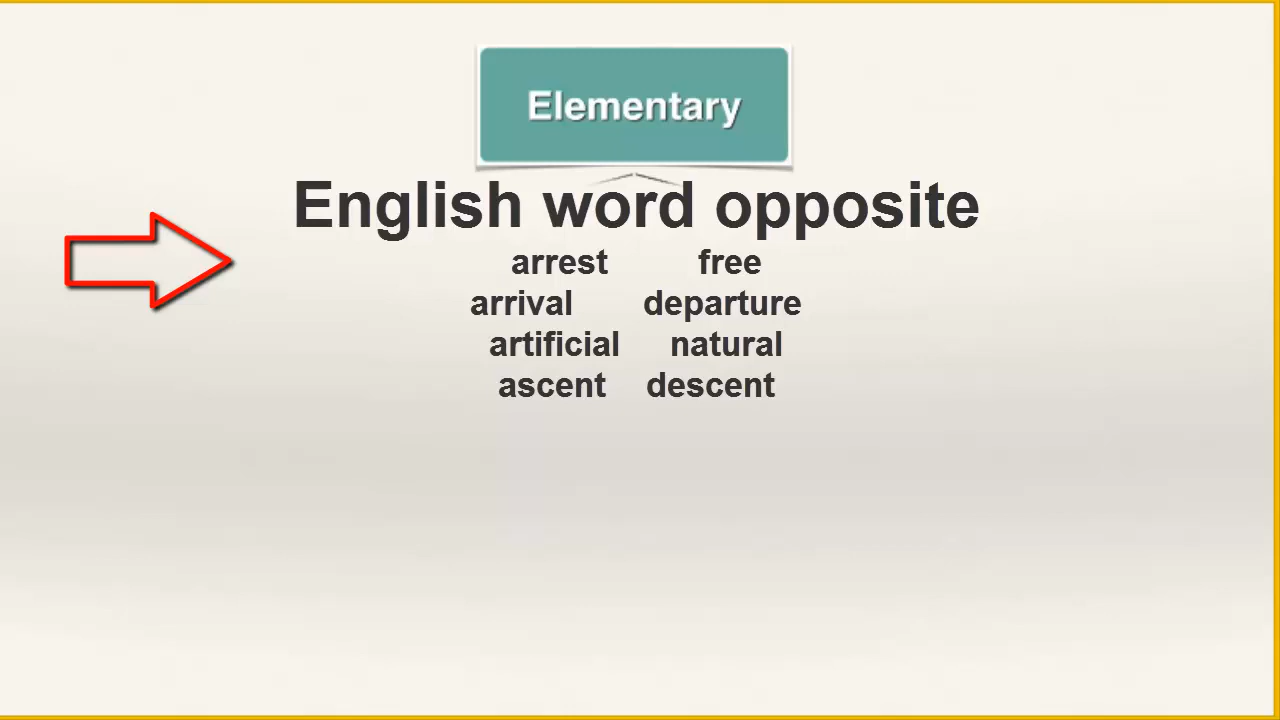 Elementary
English word opposite
arrest free
arrival departure
artificial natural
ascent descent